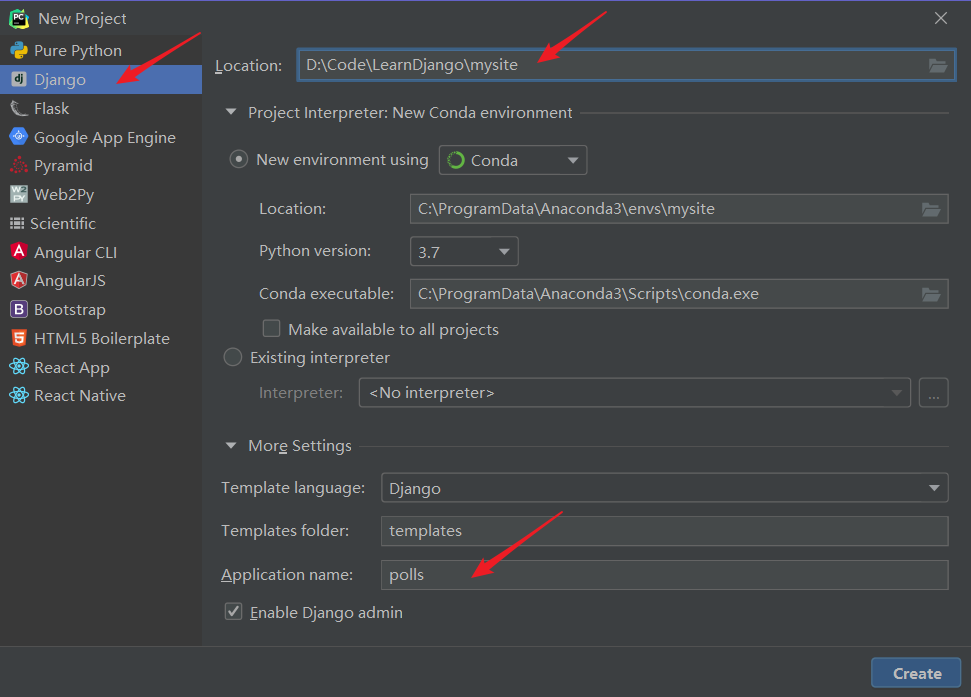 New Project
Pure Python
Django
Flask
Google App Engine
Pyramid
Web2Py
Scientific
Angular CLI
AngularJS
Bootstrap
HTML5 Boilerplate
React App
React Native
Location: D:\Code\LearnDjango\mysite
Project Interpreter: New Conda environment
New environment using Conda
Location: C:\ProgramData\Anaconda3\envs\mysite
Python version: 3.7
Conda executable: C:\ProgramData\Anaconda3\Scripts\conda.exe
Make available to all projects
Existing interpreter
Interpreter: <No interpreter> ...
More Settings
Template language: Django
Templates folder: templates
Application name: polls
Enable Django admin
Create